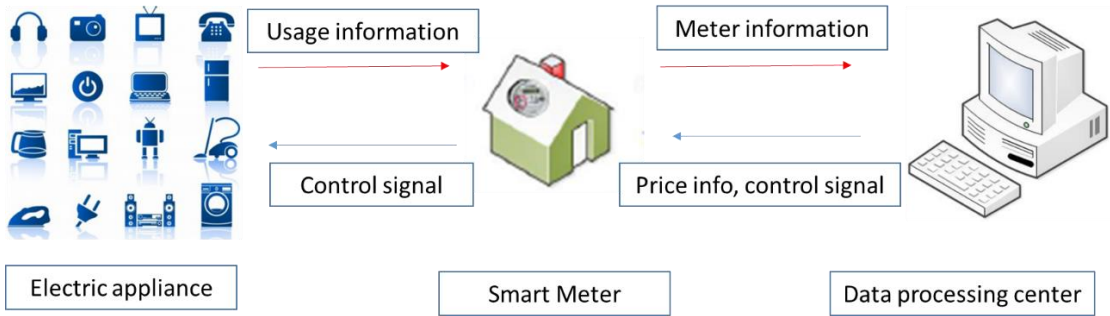 Usage information
Meter information
Control signal
Price info, control signal
Electric appliance
Smart Meter
Data processing center